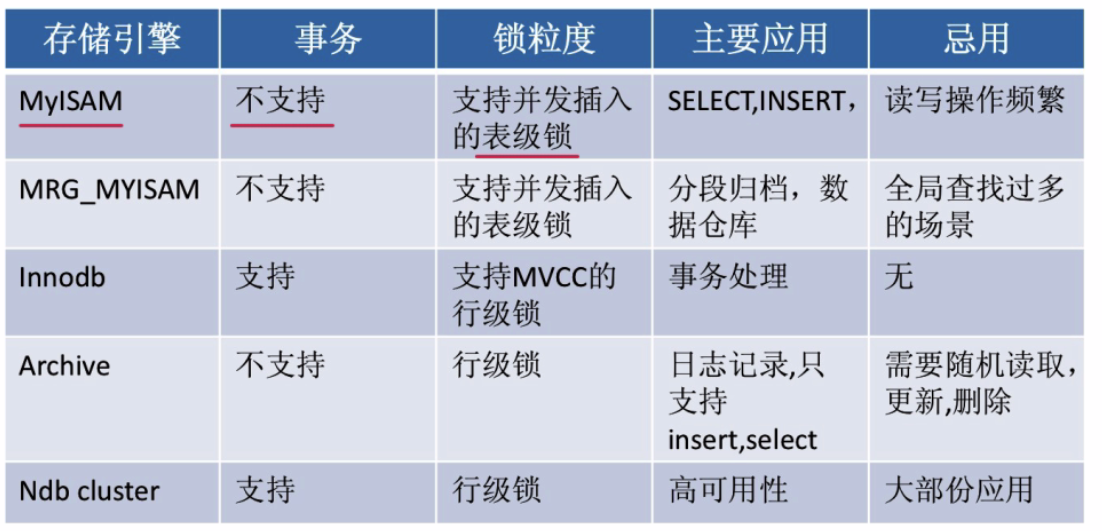 存储引擎 事务 锁粒度 主要应用 忌用
MyISAM 不支持 支持并发插入 SELECT,INSERT, 读写操作频繁
的表级锁
MRG_MYISAM 不支持 支持并发插入 分段归档，数 全局查找过多
的表级锁 据仓库 的场景
Innodb 支持 支持MVCC的 事务处理 无
行级锁
Archive 不支持 行级锁 日志记录,只 需要随机读取，
支持 更新,删除
insert,select
Ndb cluster 支持 行级锁 高可用性 大部份应用